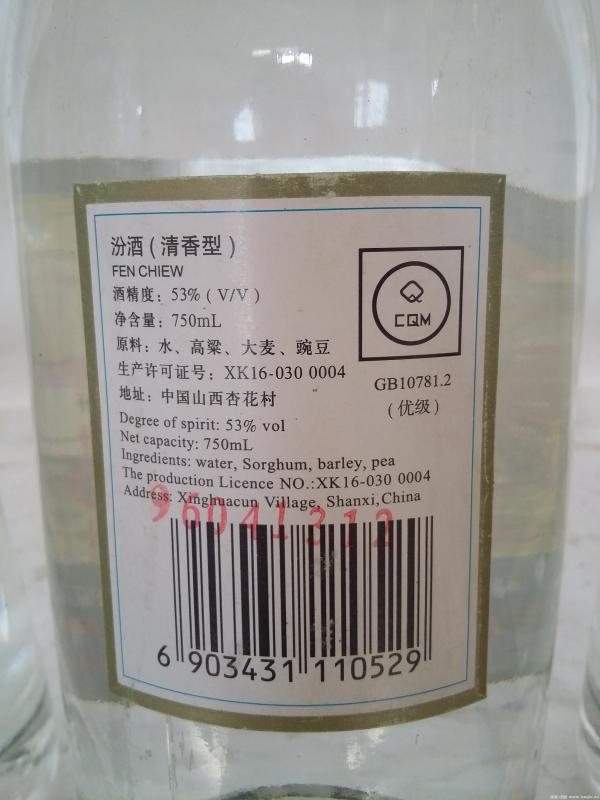 汾酒(清香型)
FEN CHIEW
酒精度：53%(V/V)
净含量：750mL
原料：水、高粱、大麦、豌豆
生产许可证号：XK16-030 0004
地址：中国山西杏花村
CQM
GB10781.2
(优级)
Degree of spirit: 53% vol
Net capacity: 750mL
Ingredients: water, Sorghum, barley, pea
The production Licence NO.:XK16-030 0004
Address: Xinghuacun Village, Shanxi,China
96041312
6 903431 110529